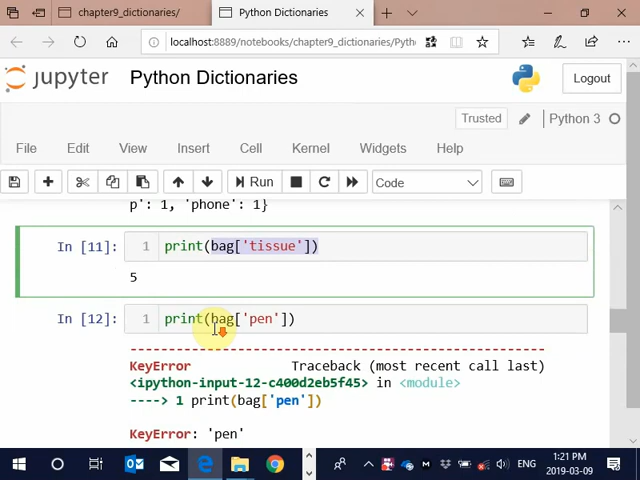 chapter9_dictionaries/
Python Dictionaries
localhost:8889/notebooks/chapter9_dictionaries/Pyth
jupyter Python Dictionaries
Logout
Trusted
Python 3
File Edit View Insert Cell Kernel Widgets Help
Run
Code
p': 1, 'phone': 1}
In [11]: 1 print(bag['tissue'])
5
In [12]: 1 print(bag['pen'])
---------------------------------------------------------------------------
KeyError Traceback (most recent call last)
<ipython-input-12-c400d2eb5f45> in <module>
----> 1 print(bag['pen'])
KeyError: 'pen'
ENG
1:21 PM
2019-03-09